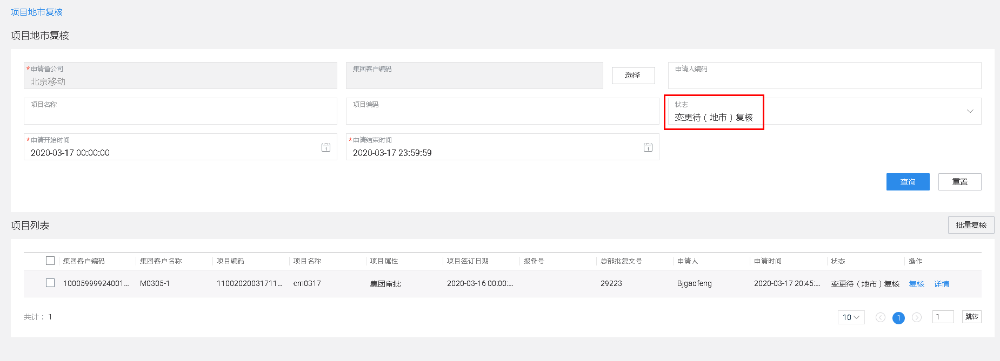 项目地市复核
项目地市复核
*申请省公司
北京移动
集团客户编码
选择
申请人编码
项目名称
项目编码
状态
变更待（地市）复核
*申请开始时间
2020-03-17 00:00:00
*申请结束时间
2020-03-17 23:59:59
查询 重置
项目列表
批量复核
集团客户编码 集团客户名称 项目编码 项目名称 项目属性 项目签订日期 报备号 总部批复文号 申请人 申请时间 状态 操作
10005999924001... M0305-1 11002020031711... cm0317 集团审批 2020-03-16 00:00:... 29223 Bjgaofeng 2020-03-17 20:45:... 变更待（地市）复核 复核 详情
共计： 1
10 1 1 跳转